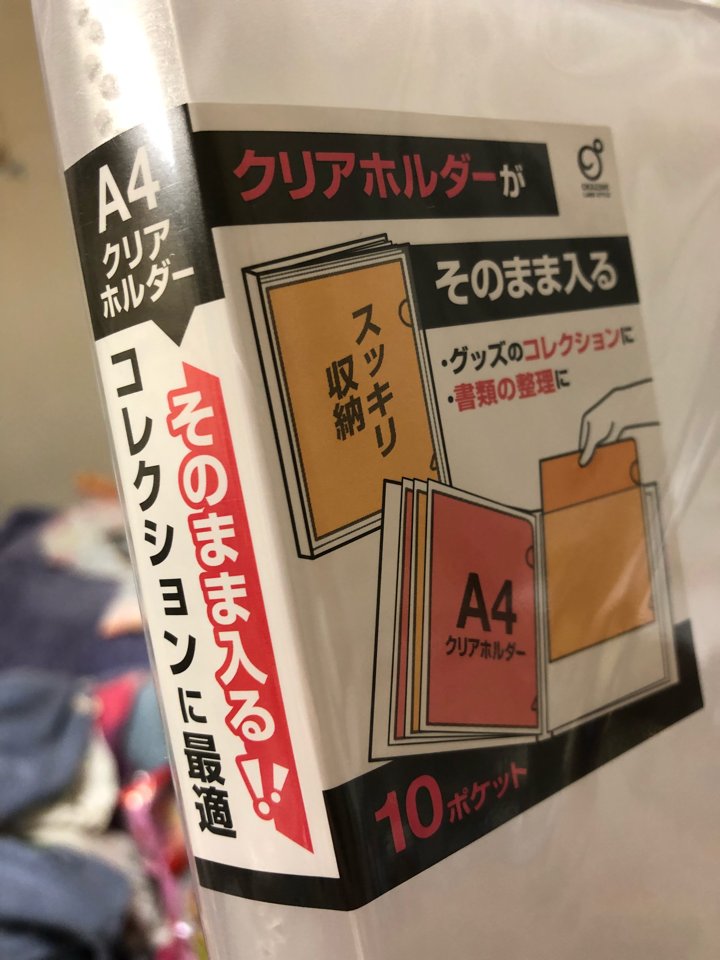 A4
クリア
ホルダー
コレクションに最適
そのまま入る!!
クリアホルダーが
そのまま入る
・グッズのコレクションに
・書類の整理に
スッキリ
収納
A4
クリアホルダー
10ポケット